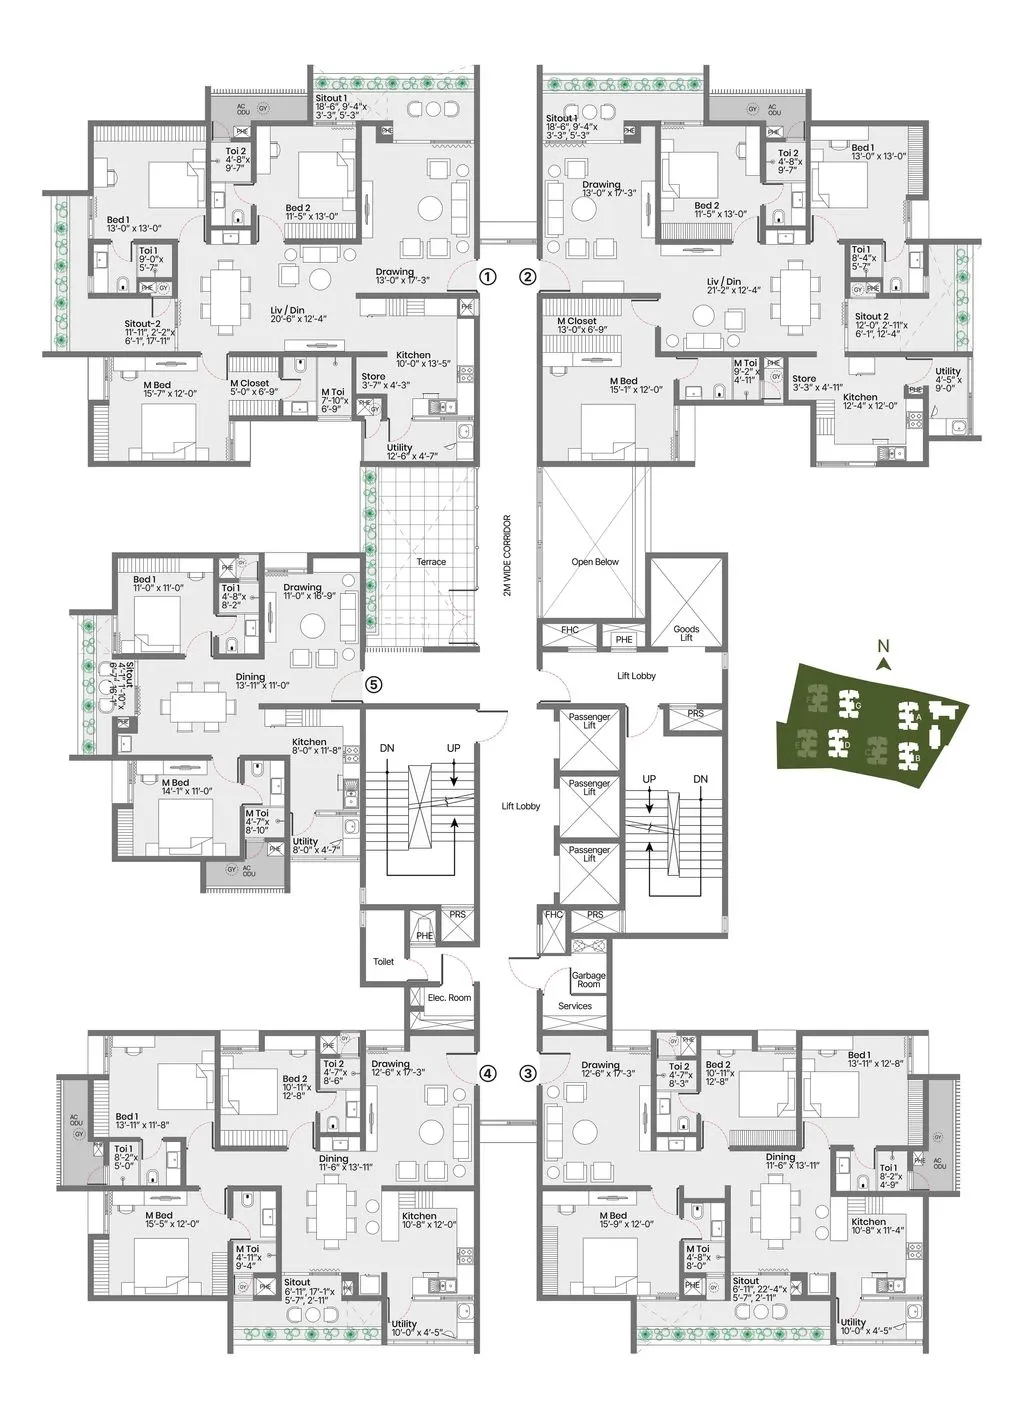 Sitout 1
18'-6", 9'-4"x
3'-3", 5'-3"
AC
ODU
GY
PHE
PHE
Toi 2
4'-8"x
9'-7"
Bed 1
13'-0" x 13'-0"
Bed 2
11'-5" x 13'-0"
Toi 1
9'-0"x
5'-7"
PHE
GY
Drawing
13'-0" x 17'-3"
1
Liv / Din
20'-6" x 12'-4"
Sitout-2
11'-11", 2'-2"x
6'-1", 17'-11"
PHE
Kitchen
10'-0" x 13'-5"
M Bed
15'-7" x 12'-0"
M Closet
5'-0" x 6'-9"
M Toi
7'-10"x
6'-9"
Store
3'-7" x 4'-3"
PHE
GY
Utility
12'-6" x 4'-7"
Sitout 1
18'-6", 9'-4"x
3'-3", 5'-3"
PHE
GY
AC
ODU
PHE
Drawing
13'-0" x 17'-3"
Bed 2
11'-5" x 13'-0"
Toi 2
4'-8"x
9'-7"
Bed 1
13'-0" x 13'-0"
Toi 1
8'-4"x
5'-7"
GY
PHE
2
Liv / Din
21'-2" x 12'-4"
Sitout 2
12'-0", 2'-11"x
6'-1", 12'-4"
M Closet
13'-0" x 6'-9"
M Bed
15'-1" x 12'-0"
M Toi
9'-2"x
4'-11"
PHE
GY
Store
3'-3" x 4'-11"
Kitchen
12'-4" x 12'-0"
PHE
Utility
4'-5"x
9'-0"
Terrace
2M WIDE CORRIDOR
Open Below
Goods
Lift
FHC
PHE
Lift Lobby
PRS
Bed 1
11'-0" x 11'-0"
PHE
GY
Toi 1
4'-8"x
8'-2"
Drawing
11'-0" x 16'-9"
Sitout
4'-1", 1'-10"x
6'-7", 16'-1"
PHE
Dining
13'-11" x 11'-0"
5
Kitchen
8'-0" x 11'-8"
M Bed
14'-1" x 11'-0"
M Toi
4'-7"x
8'-10"
Utility
8'-0" x 4'-7"
PHE
GY
AC
ODU
DN
UP
Passenger
Lift
Passenger
Lift
Passenger
Lift
Lift Lobby
UP
DN
PRS
FHC
PRS
PHE
Toilet
Elec. Room
Garbage
Room
Services
N
F
G
A
E
D
C
B
Bed 1
13'-11" x 11'-8"
Bed 2
10'-11"x
12'-8"
PHE
GY
Toi 2
4'-7"x
8'-6"
Drawing
12'-6" x 17'-3"
4
AC
ODU
GY
PHE
Toi 1
8'-2"x
5'-0"
Dining
11'-6" x 13'-11"
M Bed
15'-5" x 12'-0"
M Toi
4'-11"x
9'-4"
GY
PHE
Kitchen
10'-8" x 12'-0"
Sitout
6'-11", 17'-1"x
5'-7", 2'-11"
PHE
Utility
10'-0" x 4'-5"
3
Drawing
12'-6" x 17'-3"
GY
PHE
Toi 2
4'-7"x
8'-3"
Bed 2
10'-11"x
12'-8"
Bed 1
13'-11" x 12'-8"
Dining
11'-6" x 13'-11"
Toi 1
8'-2"x
4'-9"
PHE
GY
AC
ODU
M Bed
15'-9" x 12'-0"
M Toi
4'-8"x
8'-0"
PHE
GY
Kitchen
10'-8" x 11'-4"
Sitout
6'-11", 22'-4"x
5'-7", 2'-11"
PHE
Utility
10'-0" x 4'-5"